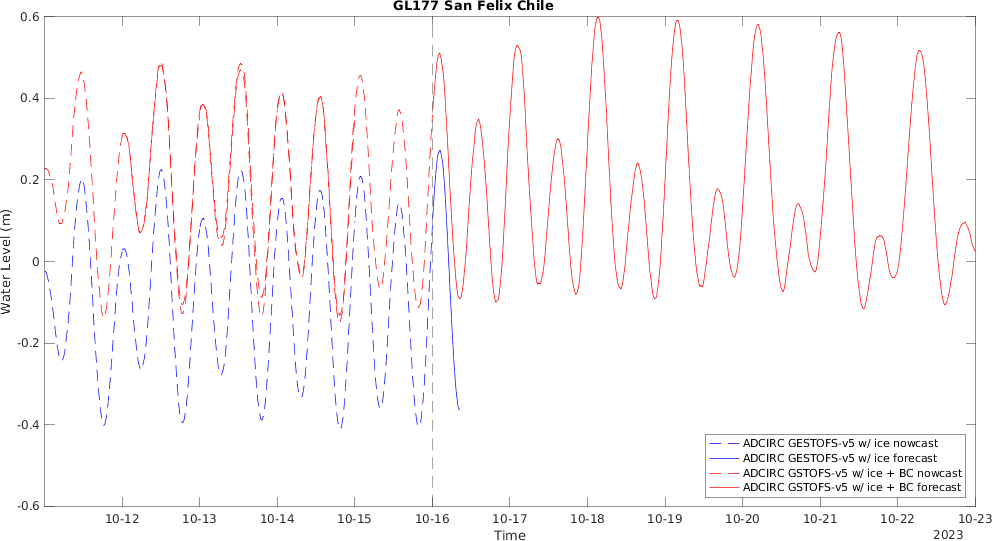 GL177 San Felix Chile
0.6
0.4
0.2
0
-0.2
-0.4
-0.6
Water Level (m)
10-12 10-13 10-14 10-15 10-16 10-17 10-18 10-19 10-20 10-21 10-22 10-23
Time
2023
ADCIRC GESTOFS-v5 w/ ice nowcast
ADCIRC GESTOFS-v5 w/ ice forecast
ADCIRC GSTOFS-v5 w/ ice + BC nowcast
ADCIRC GSTOFS-v5 w/ ice + BC forecast